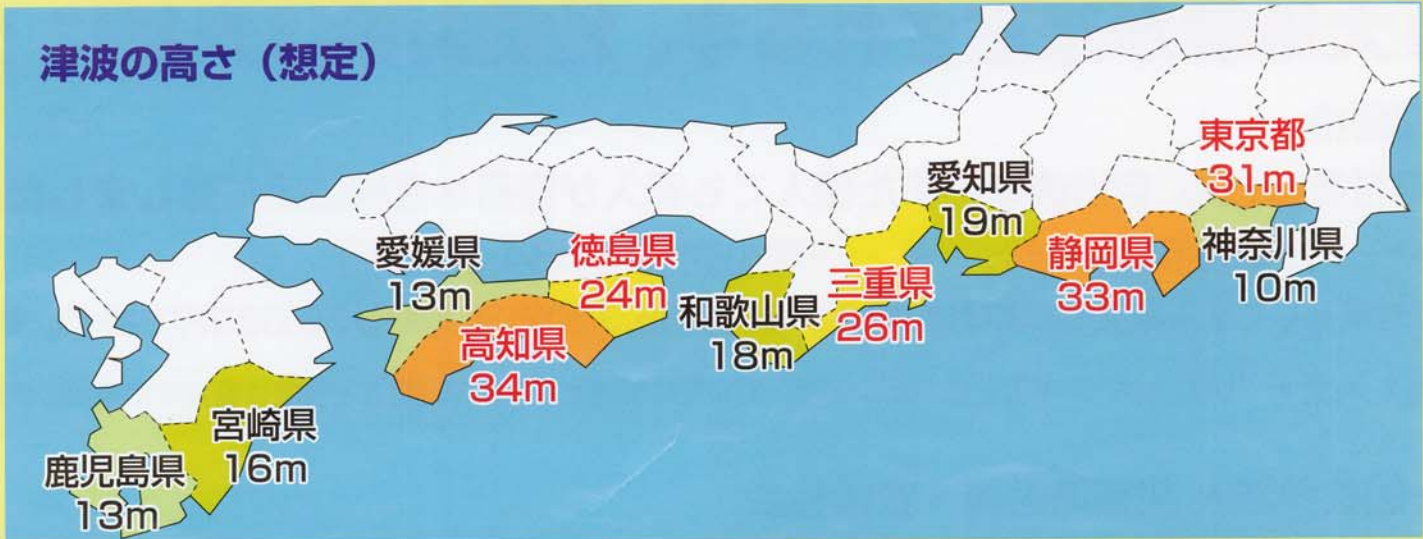 津波の高さ（想定）
東京都
31m
愛知県
19m
静岡県
33m
神奈川県
10m
愛媛県
13m
徳島県
24m
三重県
26m
和歌山県
18m
高知県
34m
宮崎県
16m
鹿児島県
13m